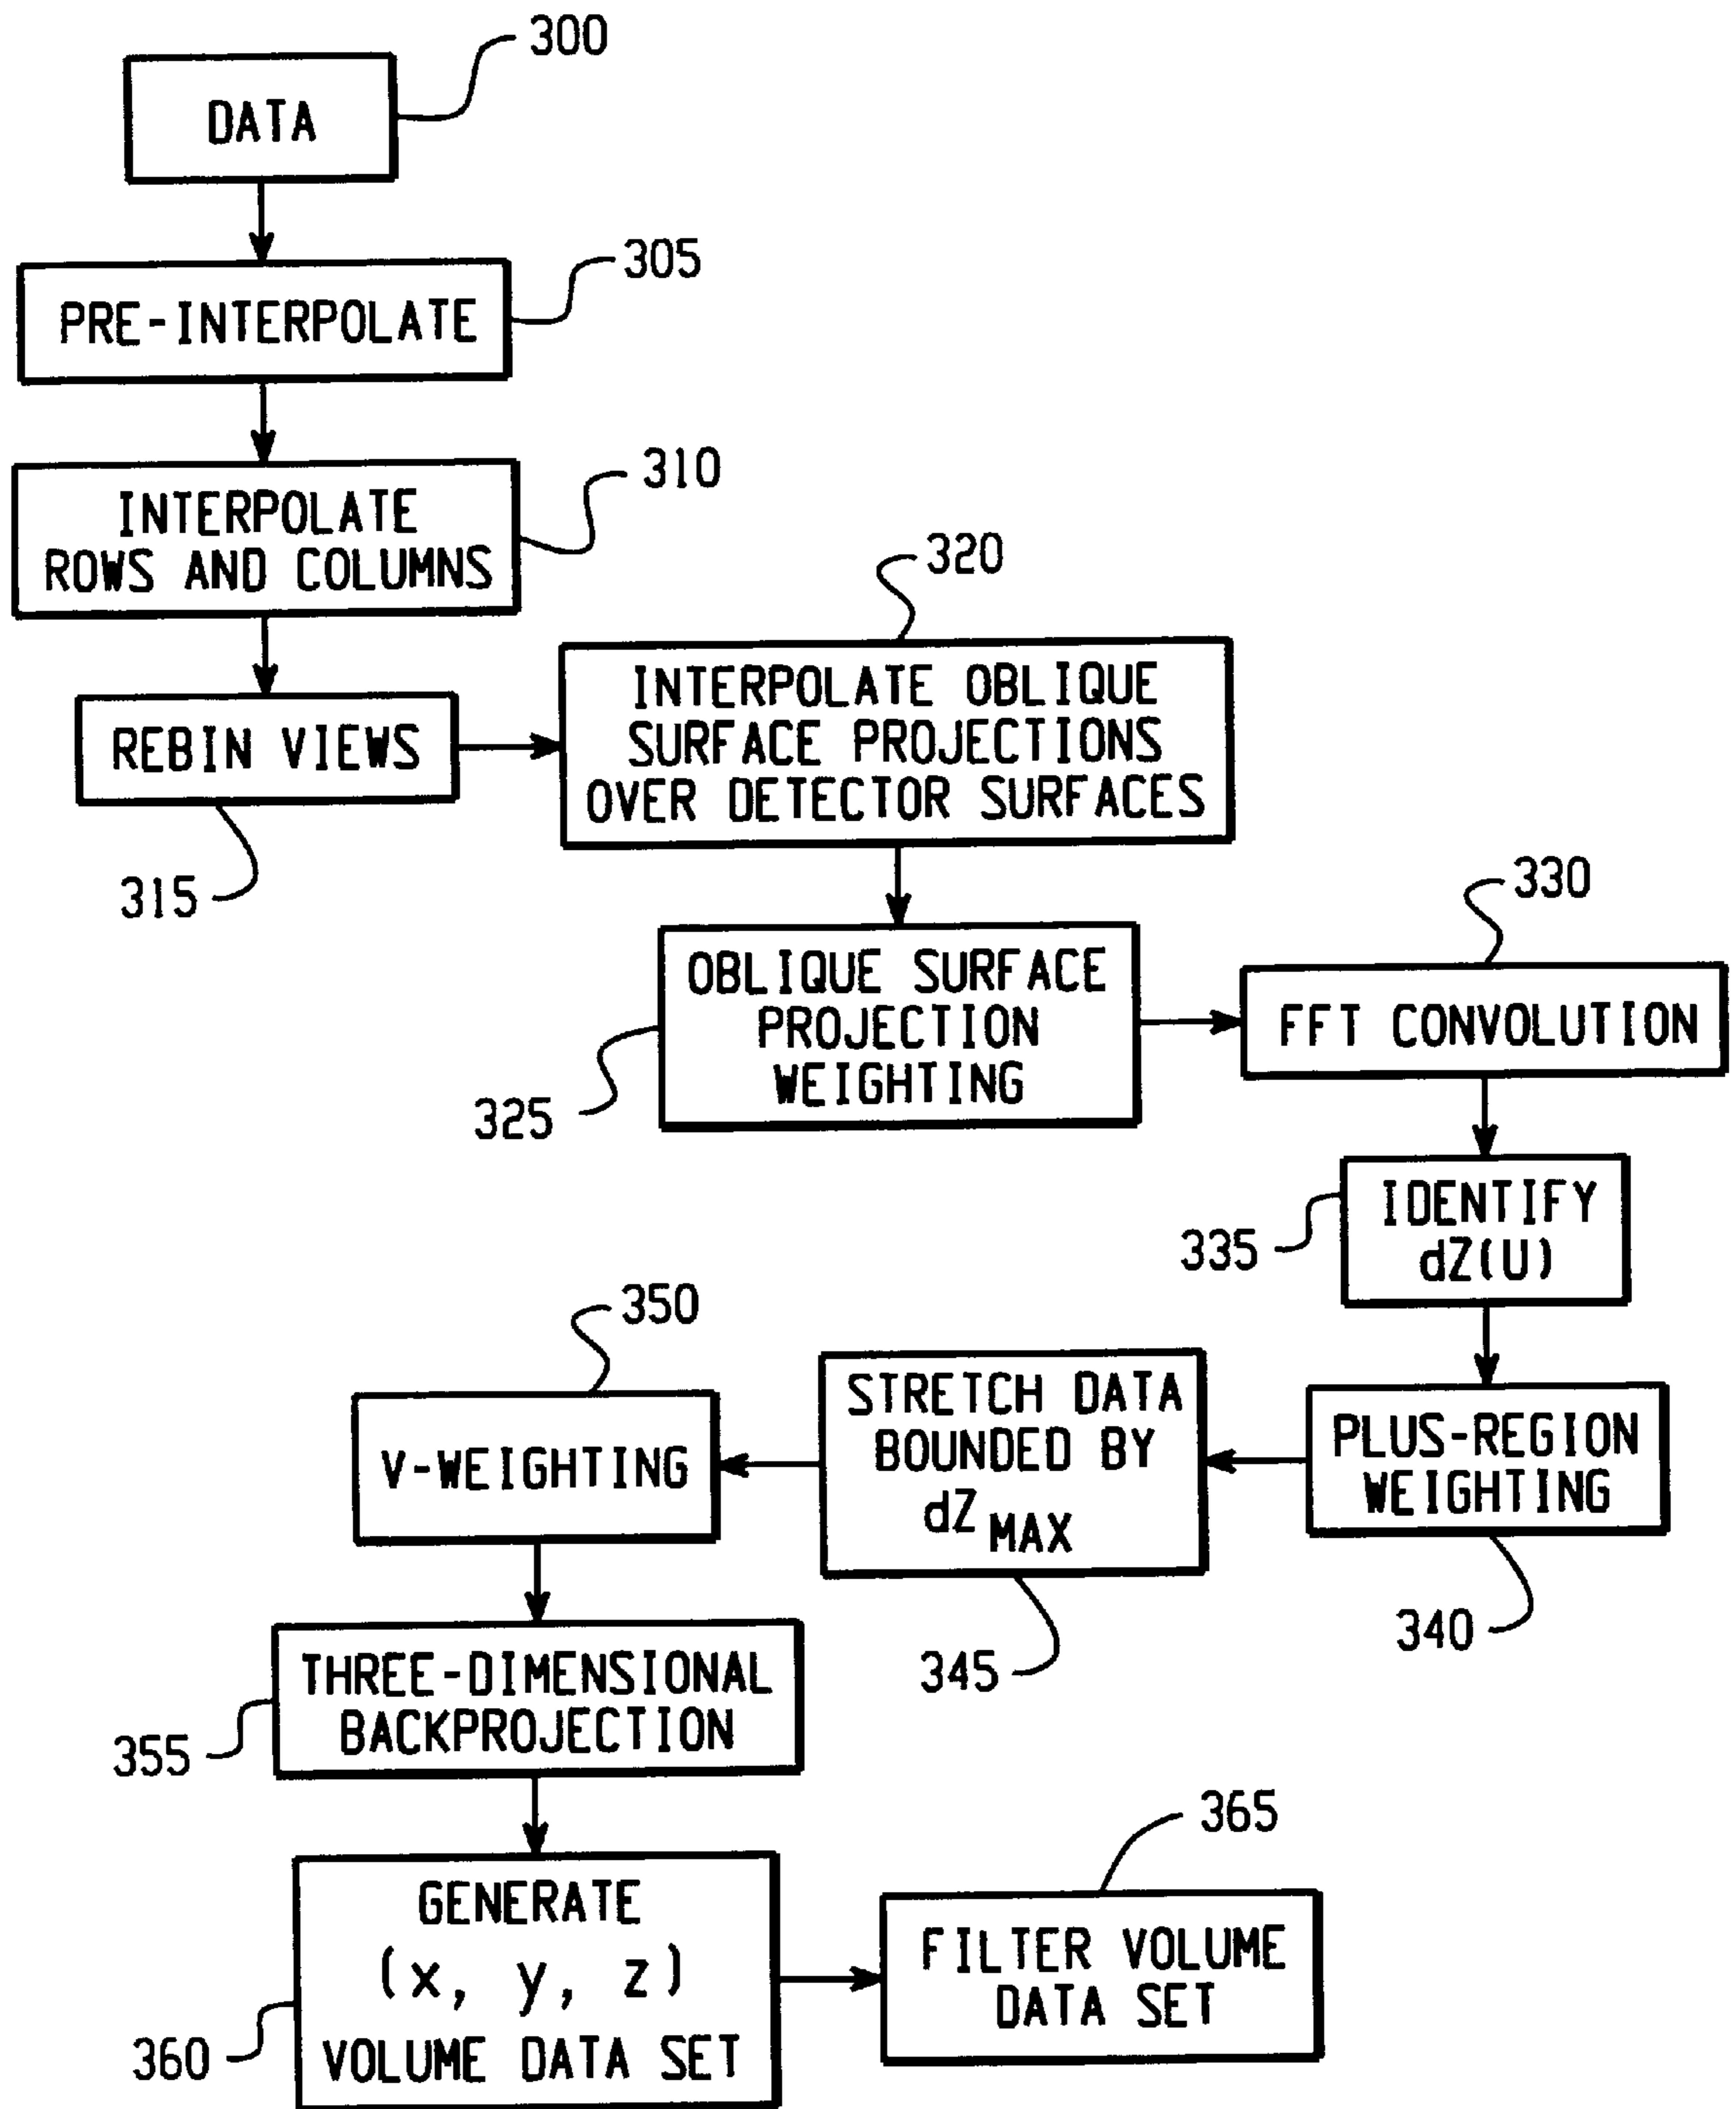 300
DATA
305
PRE-INTERPOLATE
310
INTERPOLATE
ROWS AND COLUMNS
320
INTERPOLATE OBLIQUE
SURFACE PROJECTIONS
OVER DETECTOR SURFACES
REBIN VIEWS
315
330
OBLIQUE SURFACE
PROJECTION
WEIGHTING
325
FFT CONVOLUTION
335
IDENTIFY
dZ(U)
350
V-WEIGHTING
STRETCH DATA
BOUNDED BY
dZ MAX
345
PLUS-REGION
WEIGHTING
340
THREE-DIMENSIONAL
BACKPROJECTION
355
365
GENERATE
(x, y, z)
VOLUME DATA SET
360
FILTER VOLUME
DATA SET